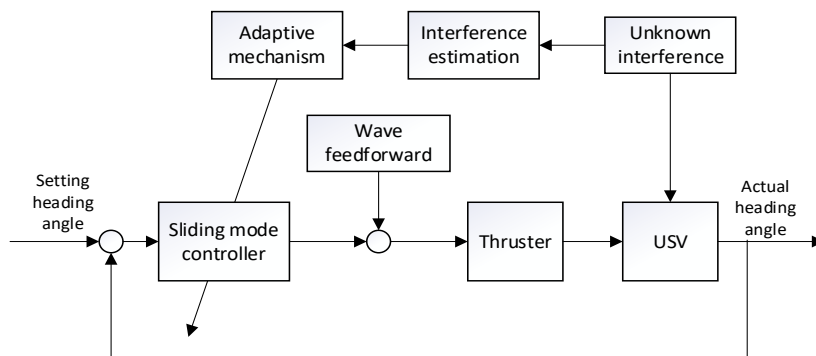 Adaptive
mechanism
Interference
estimation
Unknown
interference
Wave
feedforward
Setting
heading
angle
Sliding mode
controller
Thruster
USV
Actual
heading
angle